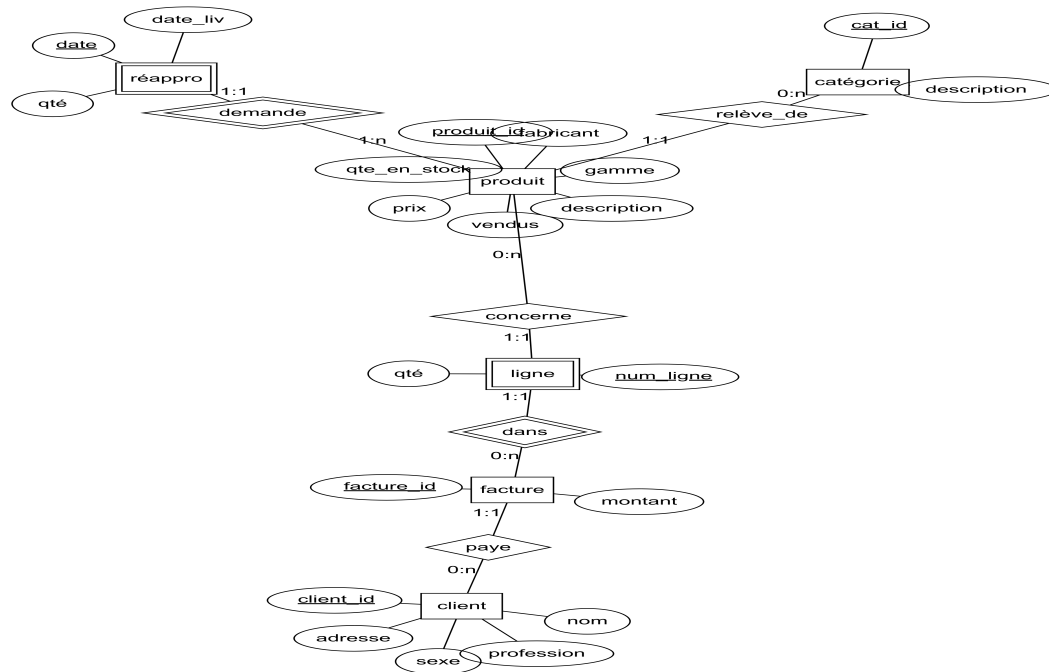 date_liv
date
réappro
qté
1:1
demande
1:n
cat_id
catégorie
description
0:n
relève_de
1:1
produit_id
fabricant
qte_en_stock
gamme
produit
prix
description
vendus
0:n
concerne
1:1
qté
ligne
num_ligne
1:1
dans
0:n
facture_id
facture
montant
1:1
paye
0:n
client_id
client
nom
adresse
profession
sexe